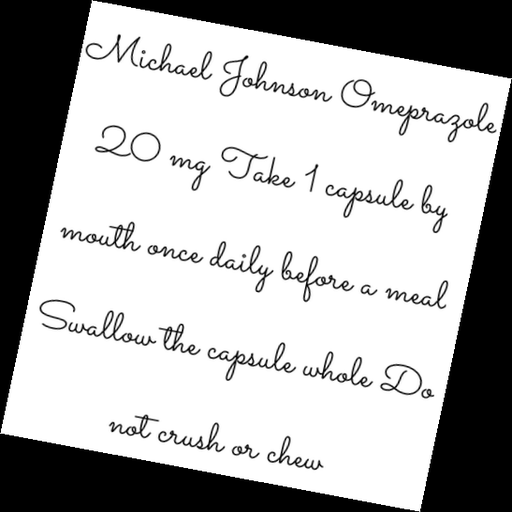 Michael Johnson Omeprazole
20 mg Take 1 capsule by
mouth once daily before a meal
Swallow the capsule whole Do
not crush or chew